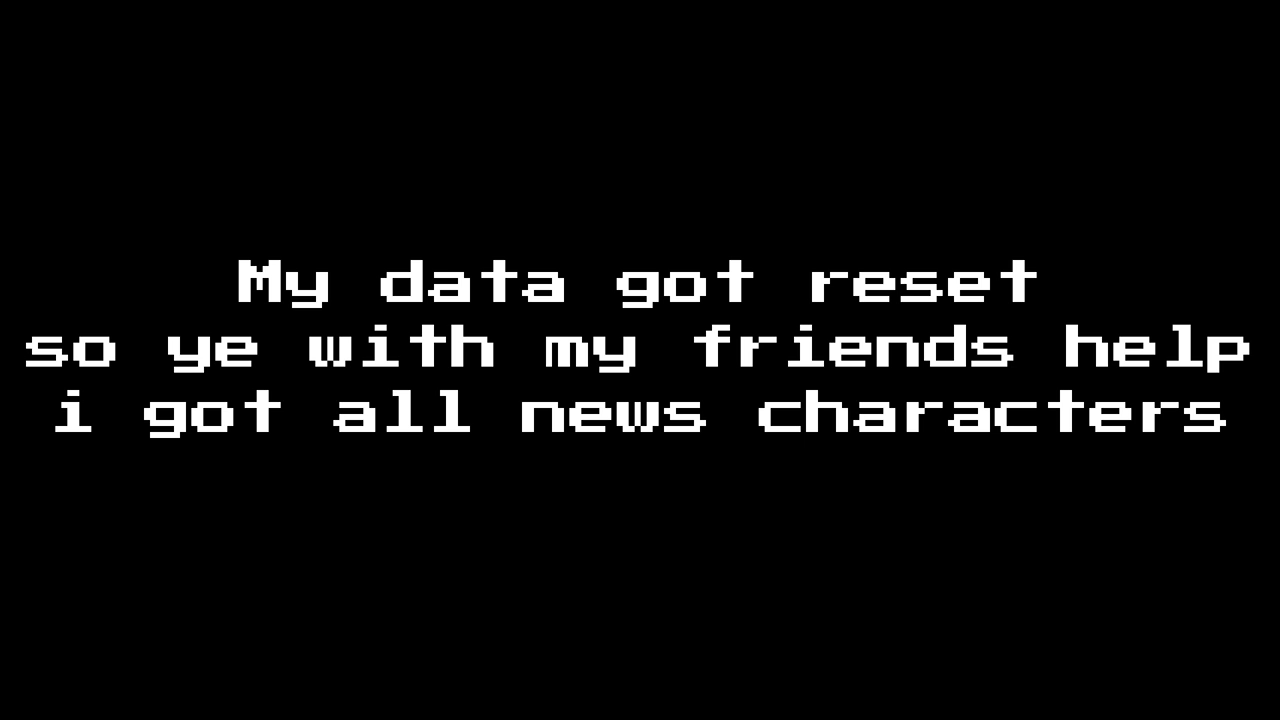 My data got reset
so ye with my friends help
i got all news characters